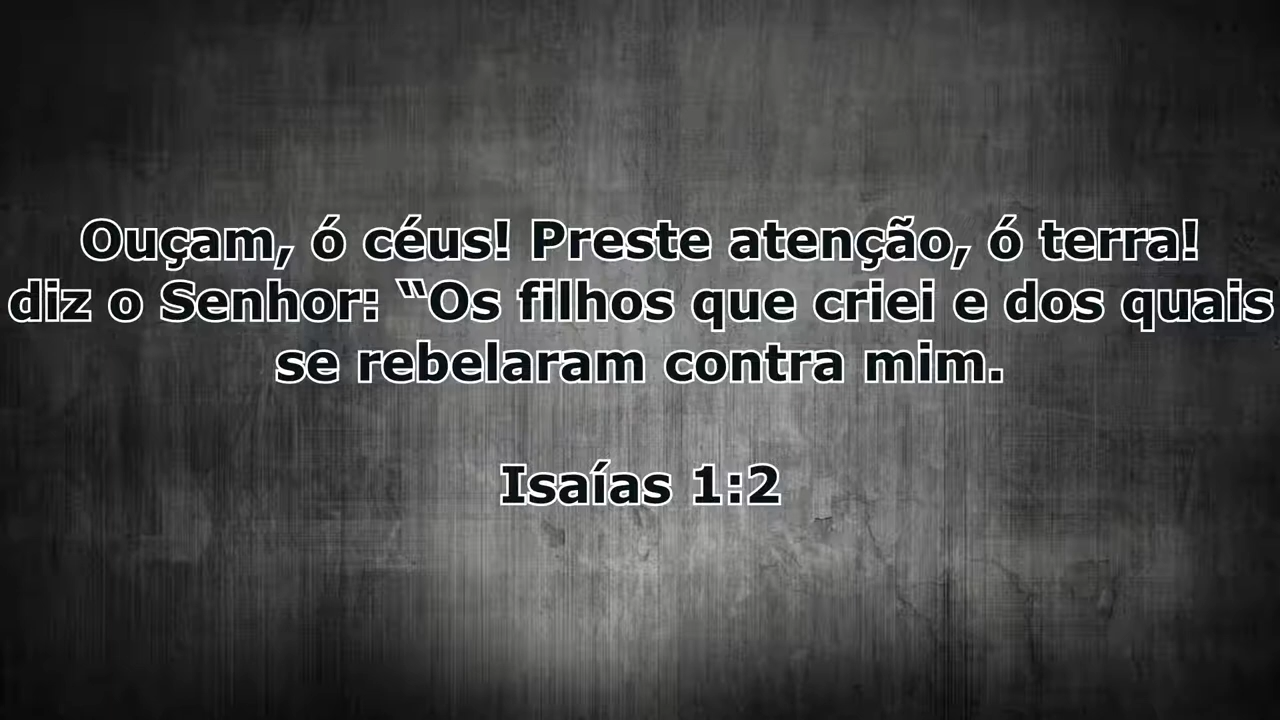 Ouçam, ó céus! Preste atenção, ó terra!
diz o Senhor: “Os filhos que criei e dos quais
se rebelaram contra mim.
Isaías 1:2